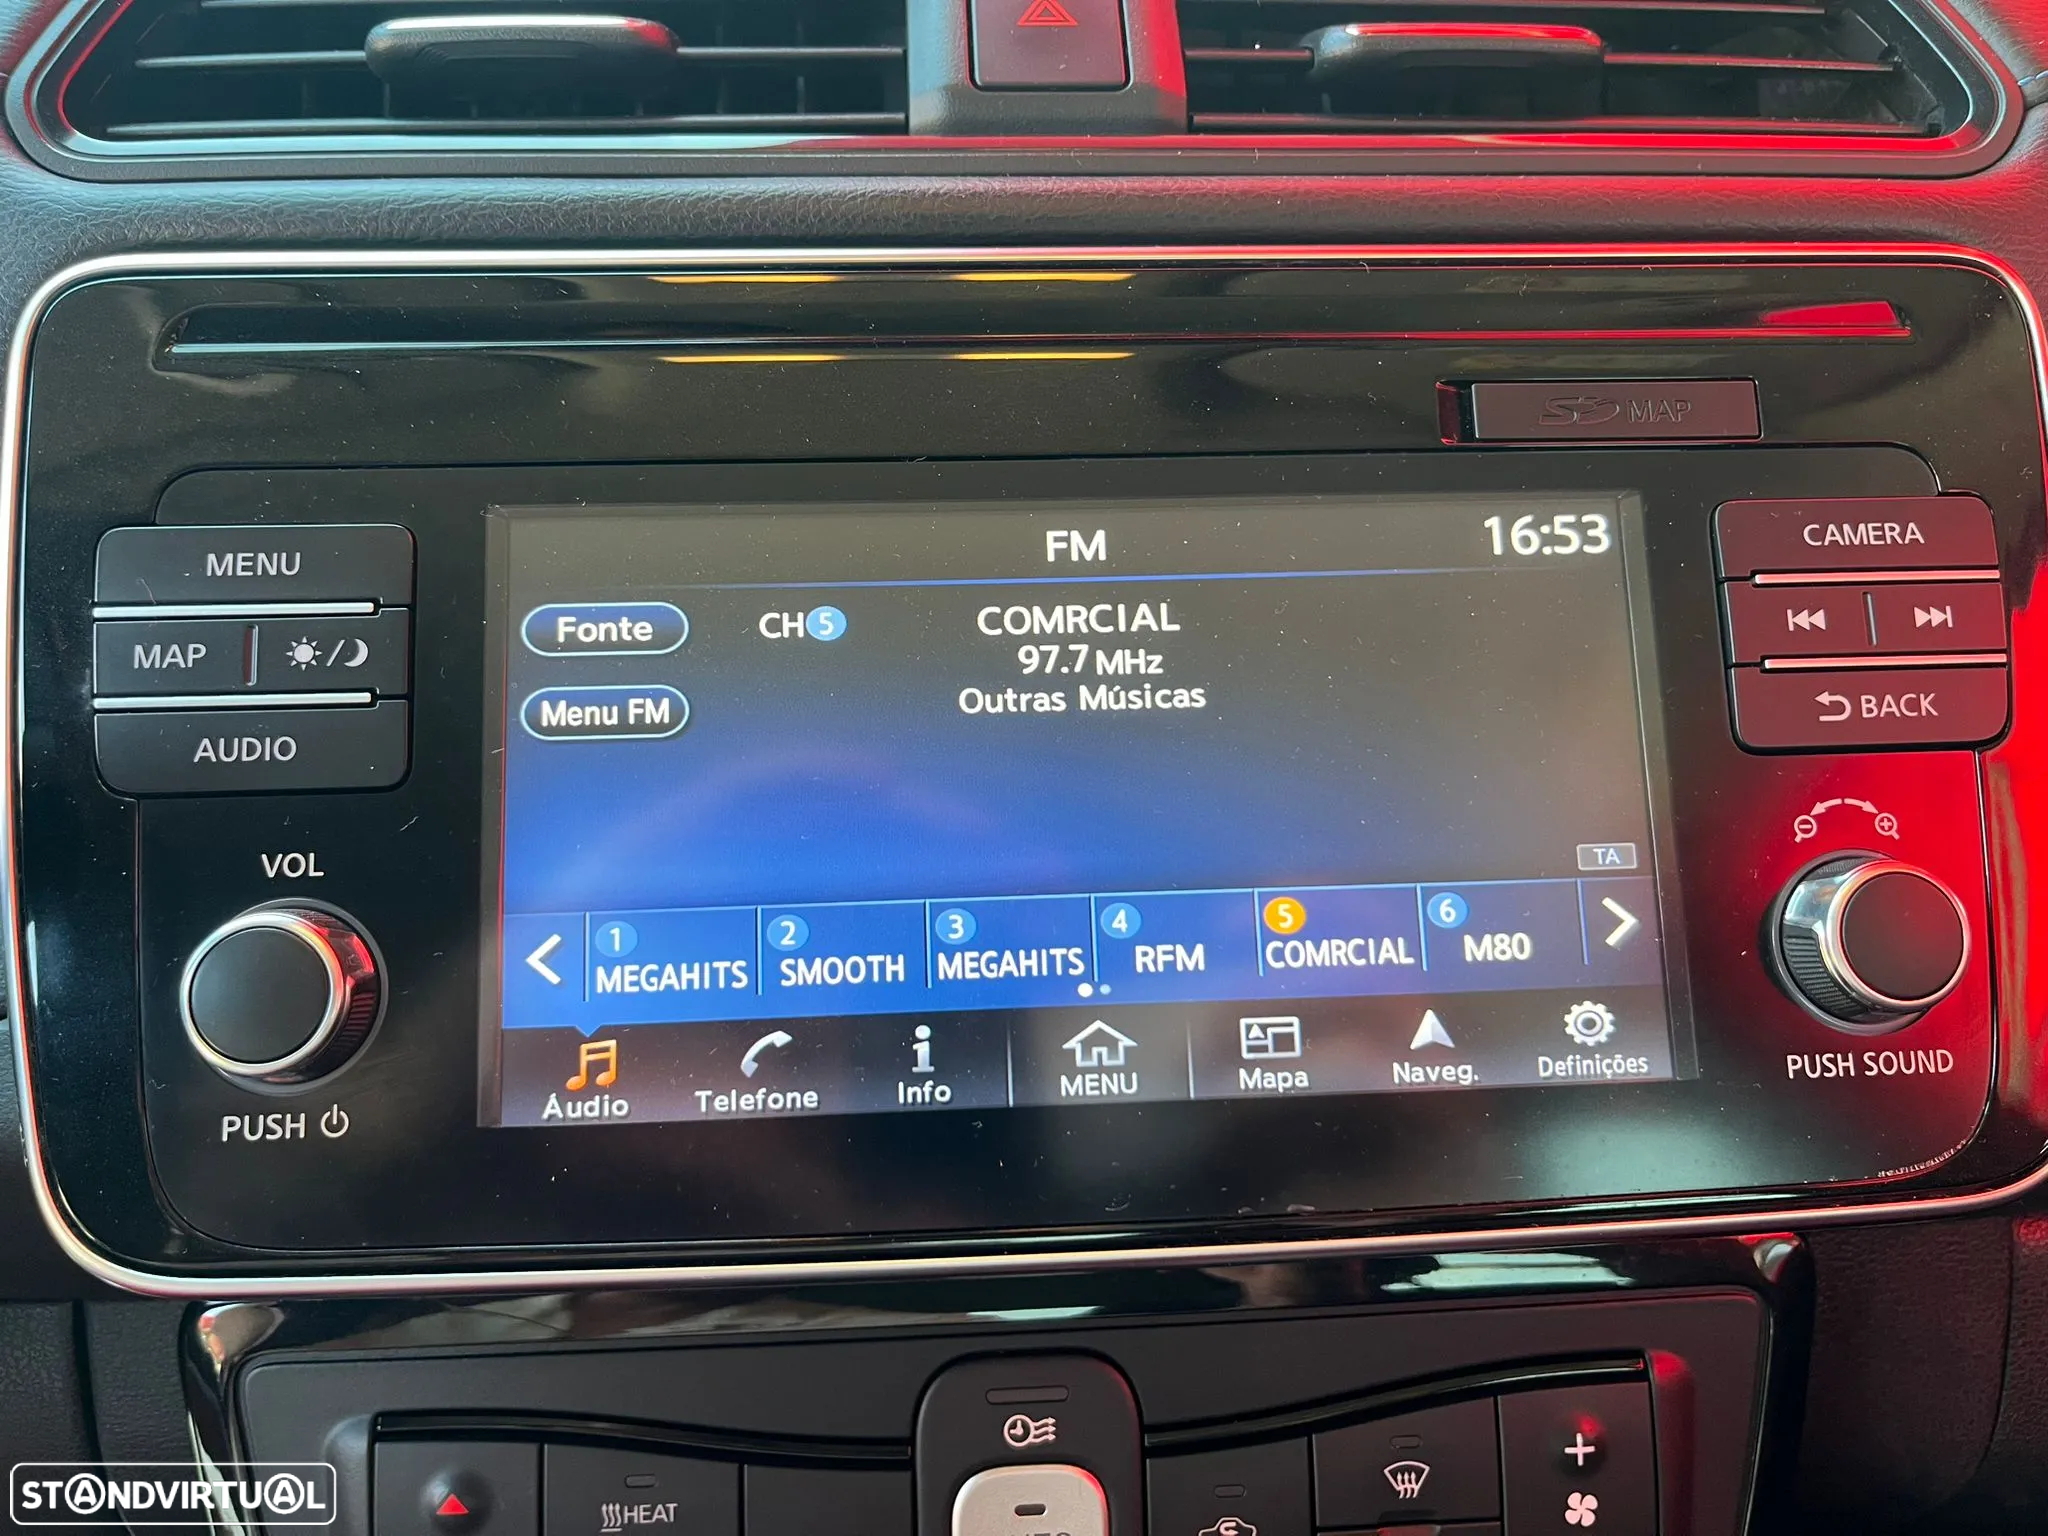 SD MAP
MENU
MAP
AUDIO
VOL
PUSH
FM
16:53
Fonte
CH5
COMRCIAL
97.7 MHz
Menu FM
Outras Músicas
TA
1 MEGAHITS
2 SMOOTH
3 MEGAHITS
4 RFM
5 COMRCIAL
6 M80
Áudio
Telefone
Info
MENU
Mapa
Naveg.
Definições
CAMERA
BACK
PUSH SOUND
HEAT
STANDVIRTUAL